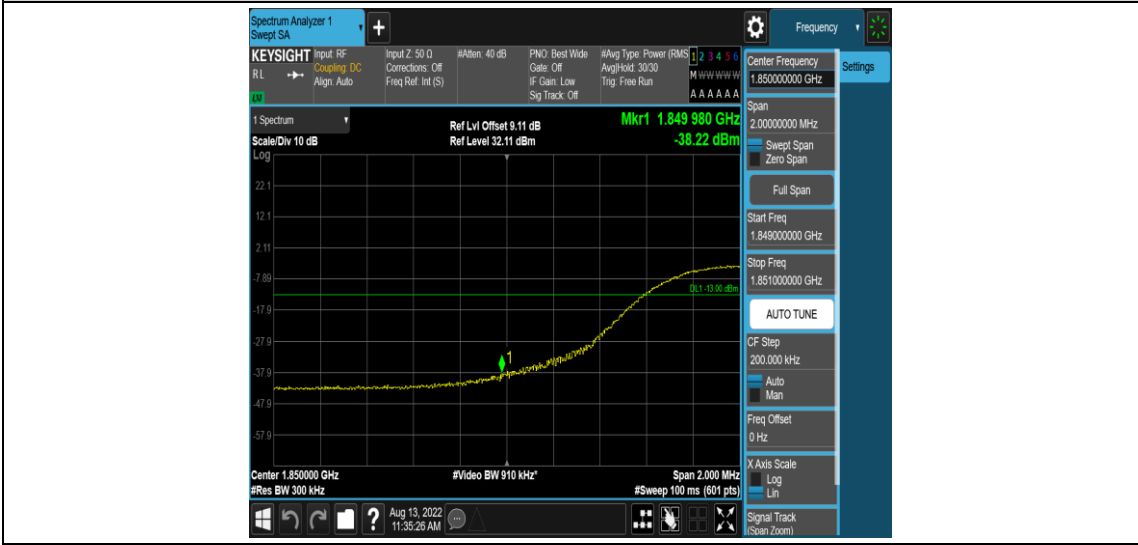 Spectrum Analyzer 1
Swept SA
+
Frequency
KEYSIGHT
RL
LM
Input: RF
Coupling: DC
Align: Auto
Input Z: 50 Ω
Corrections: Off
Freq Ref: Int (S)
#Atten: 40 dB
PNO: Best Wide
Gate: Off
IF Gain: Low
Sig Track: Off
#Avg Type: Power (RMS
Avg|Hold: 30/30
Trig: Free Run
1 2 3 4 5 6
M W W W W W
A A A A A A
1 Spectrum
Scale/Div 10 dB
Log
Ref Lvl Offset 9.11 dB
Ref Level 32.11 dBm
Mkr1 1.849 980 GHz
-38.22 dBm
22.1
12.1
2.11
-7.89
DL1 -13.00 dBm
-17.9
-27.9
1
-37.9
-47.9
-57.9
Center 1.850000 GHz
#Res BW 300 kHz
#Video BW 910 kHz*
Span 2.000 MHz
#Sweep 100 ms (601 pts)
?
Aug 13, 2022
11:35:26 AM
Center Frequency
1.850000000 GHz
Settings
Span
2.00000000 MHz
Swept Span
Zero Span
Full Span
Start Freq
1.849000000 GHz
Stop Freq
1.851000000 GHz
AUTO TUNE
CF Step
200.000 kHz
Auto
Man
Freq Offset
0 Hz
X Axis Scale
Log
Lin
Signal Track
(Span Zoom)